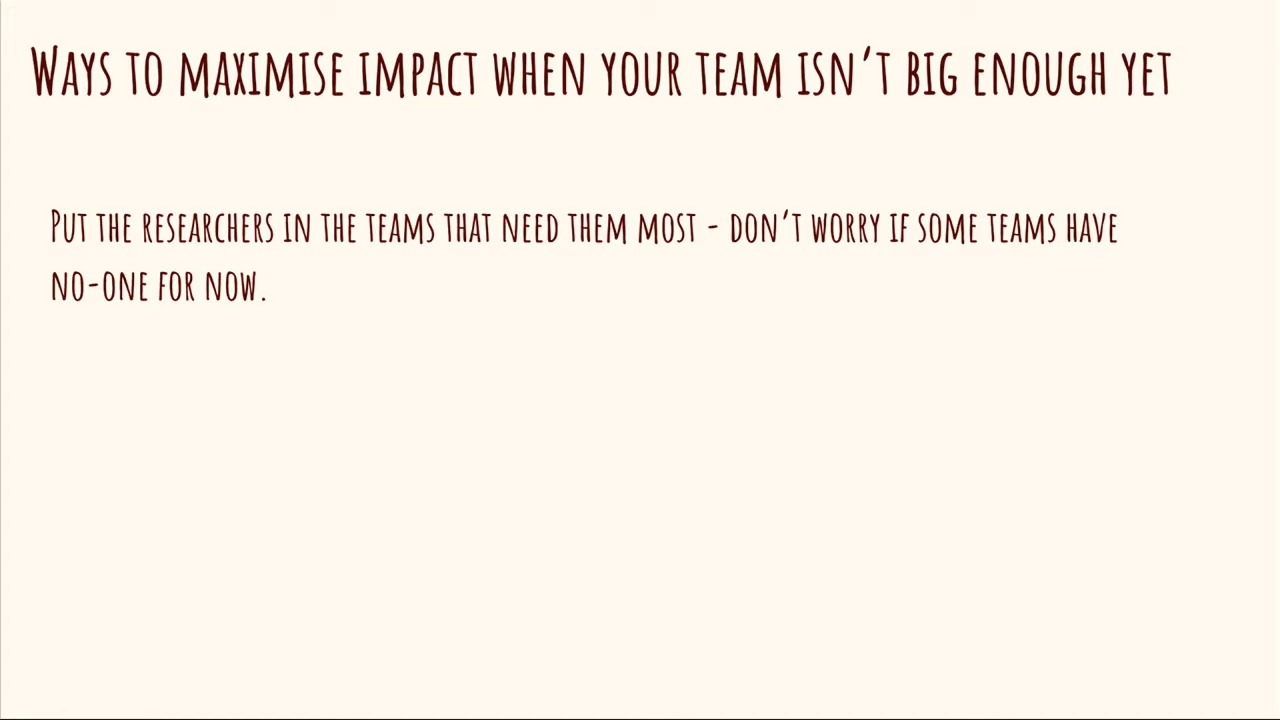 Ways to maximise impact when your team isn't big enough yet
Put the researchers in the teams that need them most - don't worry if some teams have
no-one for now.